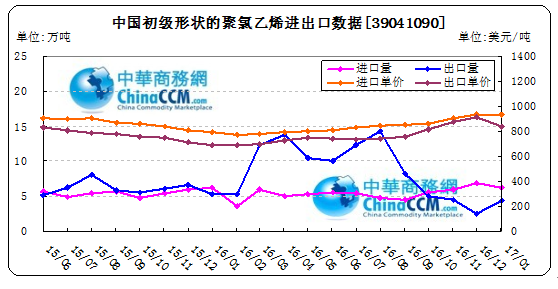 中国初级形状的聚氯乙烯进出口数据[39041090]
单位:万吨
单位:美元/吨
进口量
出口量
进口单价
出口单价
25
20
15
10
5
0
1400
1200
1000
800
600
400
200
0
中華商務網
ChinaCCM.com
China Commodity Marketplace
中華商務網
ChinaCCM.com
China Commodity Marketplace
15/06
15/07
15/08
15/09
15/10
15/11
15/12
16/01
16/02
16/03
16/04
16/05
16/06
16/07
16/08
16/09
16/10
16/11
16/12
17/01